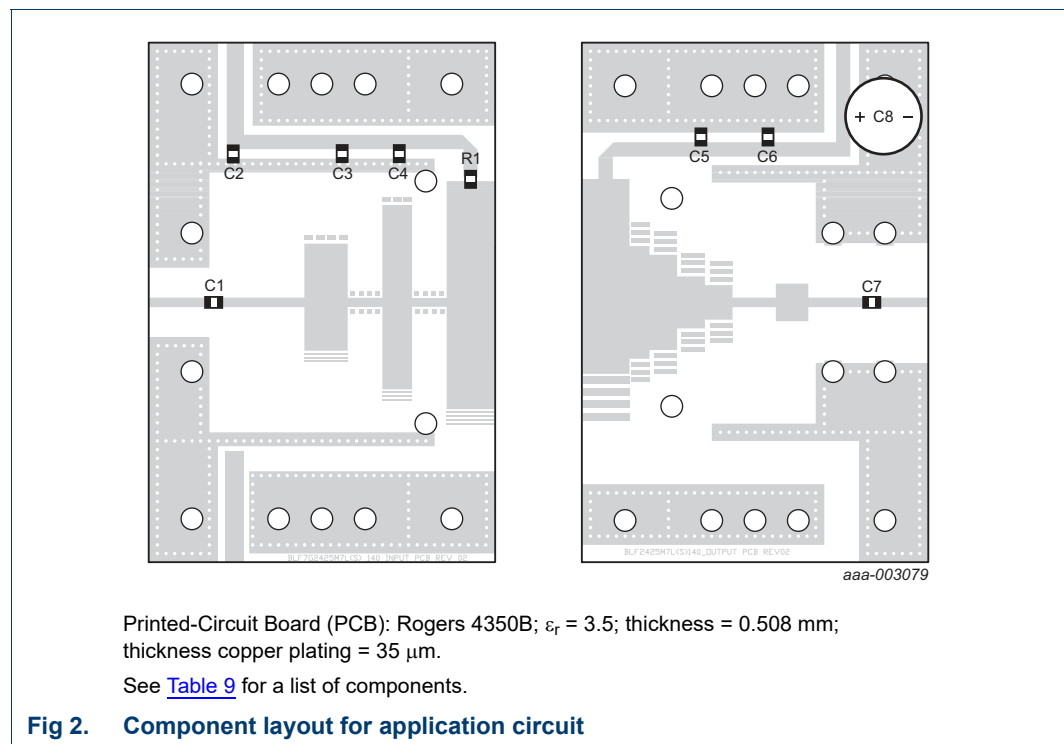 + C8 −
C5
C6
R1
C2
C3
C4
C1
C7
BLF7G2425M7L(S) 140 INPUT PCB REV 02
BLF2425M7L(S)140_OUTPUT PCB REV02
aaa-003079
Printed-Circuit Board (PCB): Rogers 4350B; εr = 3.5; thickness = 0.508 mm;
thickness copper plating = 35 μm.
See Table 9 for a list of components.
Fig 2. Component layout for application circuit